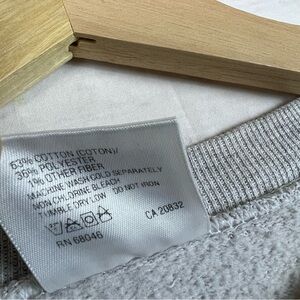 63% COTTON (COTON)/
36% POLYESTER
1% OTHER FIBER
MACHINE WASH COLD SEPARATELY
NON CHLORINE BLEACH
TUMBLE DRY LOW DO NOT IRON
CA 20832
RN 68046